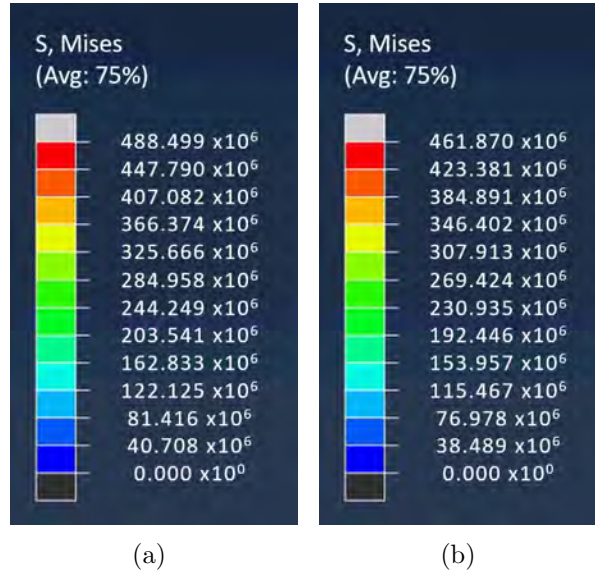 S, Mises
(Avg: 75%)
488.499 x10⁶
447.790 x10⁶
407.082 x10⁶
366.374 x10⁶
325.666 x10⁶
284.958 x10⁶
244.249 x10⁶
203.541 x10⁶
162.833 x10⁶
122.125 x10⁶
81.416 x10⁶
40.708 x10⁶
0.000 x10⁰
(a)
S, Mises
(Avg: 75%)
461.870 x10⁶
423.381 x10⁶
384.891 x10⁶
346.402 x10⁶
307.913 x10⁶
269.424 x10⁶
230.935 x10⁶
192.446 x10⁶
153.957 x10⁶
115.467 x10⁶
76.978 x10⁶
38.489 x10⁶
0.000 x10⁰
(b)